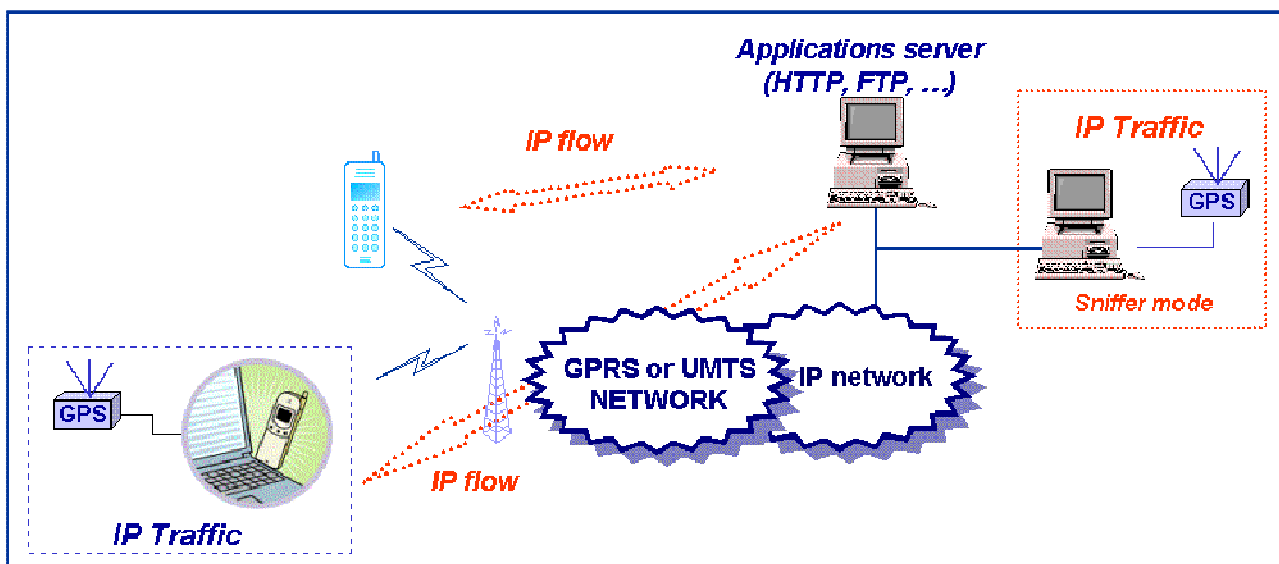 Applications server
(HTTP, FTP, …)
IP Traffic
IP flow
GPS
Sniffer mode
GPRS or UMTS
NETWORK
IP network
GPS
IP flow
IP Traffic